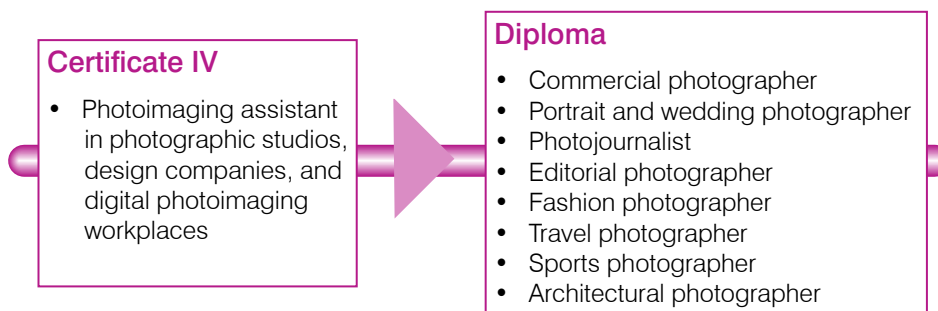 Certificate IV
• Photoimaging assistant
in photographic studios,
design companies, and
digital photoimaging
workplaces
Diploma
• Commercial photographer
• Portrait and wedding photographer
• Photojournalist
• Editorial photographer
• Fashion photographer
• Travel photographer
• Sports photographer
• Architectural photographer